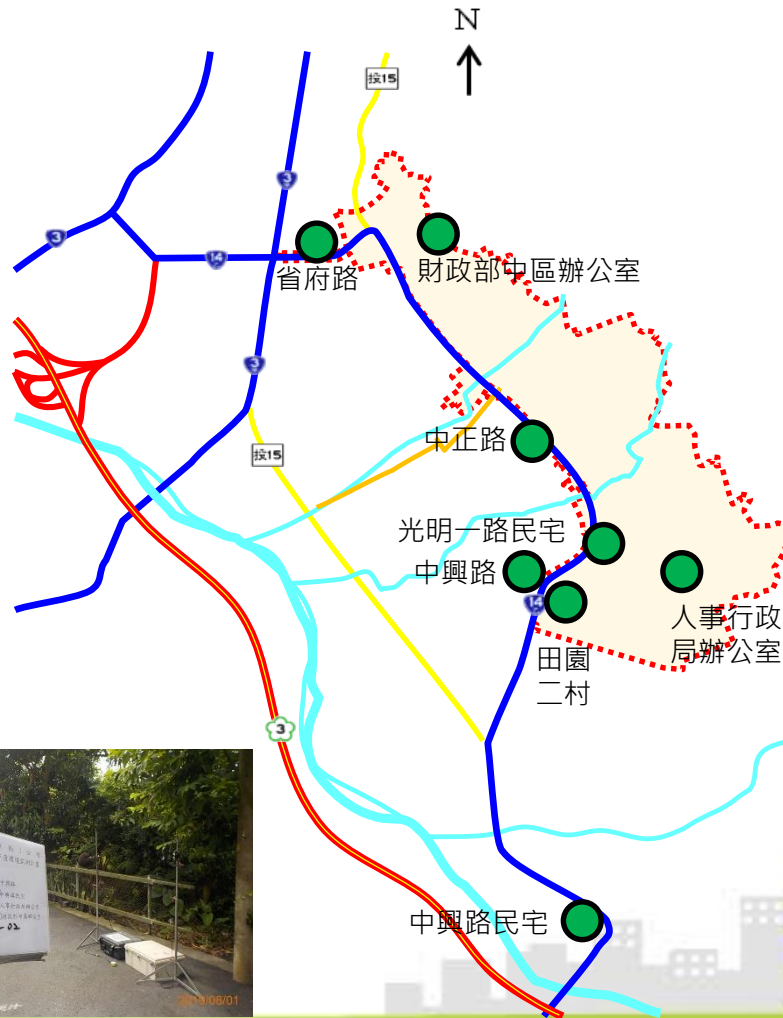 N
投15
3
3
14
省府路
財政部中區辦公室
3
中正路
投15
光明一路民宅
中興路
14
人事行政
局辦公室
田園
二村
3
中興路民宅